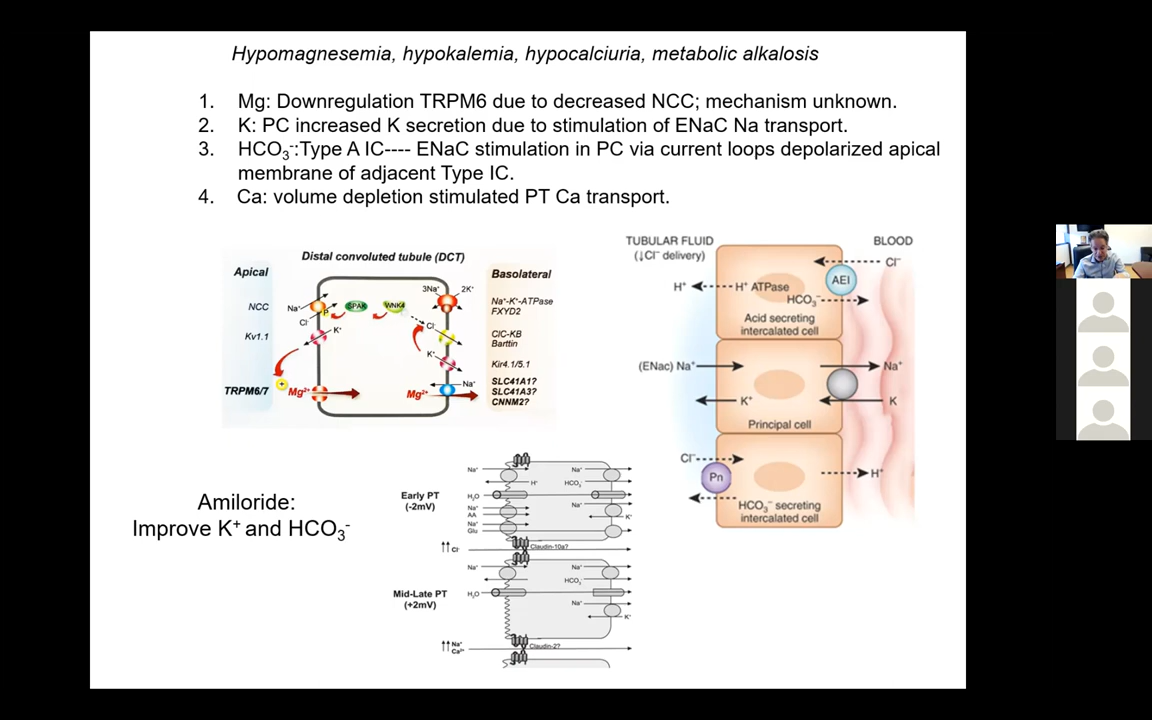 Hypomagnesemia, hypokalemia, hypocalciuria, metabolic alkalosis
1. Mg: Downregulation TRPM6 due to decreased NCC; mechanism unknown.
2. K: PC increased K secretion due to stimulation of ENaC Na transport.
3. HCO₃⁻:Type A IC---- ENaC stimulation in PC via current loops depolarized apical
membrane of adjacent Type IC.
4. Ca: volume depletion stimulated PT Ca transport.
Distal convoluted tubule (DCT)
Apical
Basolateral
NCC
Kv1.1
TRPM6/7
Na⁺
P
Cl⁻
K⁺
SPAK
WNK4
3Na⁺
2K⁺
Cl⁻
K⁺
+
Mg²⁺
Mg²⁺
Na⁺
Na⁺-K⁺-ATPase
FXYD2
ClC-KB
Barttin
Kir4.1/5.1
SLC41A1?
SLC41A3?
CNNM2?
TUBULAR FLUID
(↓Cl⁻ delivery)
BLOOD
Cl⁻
AEI
H⁺
H⁺ ATPase
HCO₃⁻
Acid secreting
intercalated cell
(ENac) Na⁺
Na⁺
K⁺
K
Principal cell
Cl⁻
Pn
H⁺
HCO₃⁻ secreting
intercalated cell
Amiloride:
Improve K⁺ and HCO₃⁻
Early PT
(-2mV)
Na⁺
H⁺
H₂O
Na⁺
AA
Na⁺
Glu
↑↑ Cl⁻
Na⁺
HCO₃⁻
Na⁺
K⁺
Claudin-10a?
Mid-Late PT
(+2mV)
Na⁺
H₂O
Na⁺
HCO₃⁻
Na⁺
K⁺
↑↑ Na⁺
Ca²⁺
Claudin-2?